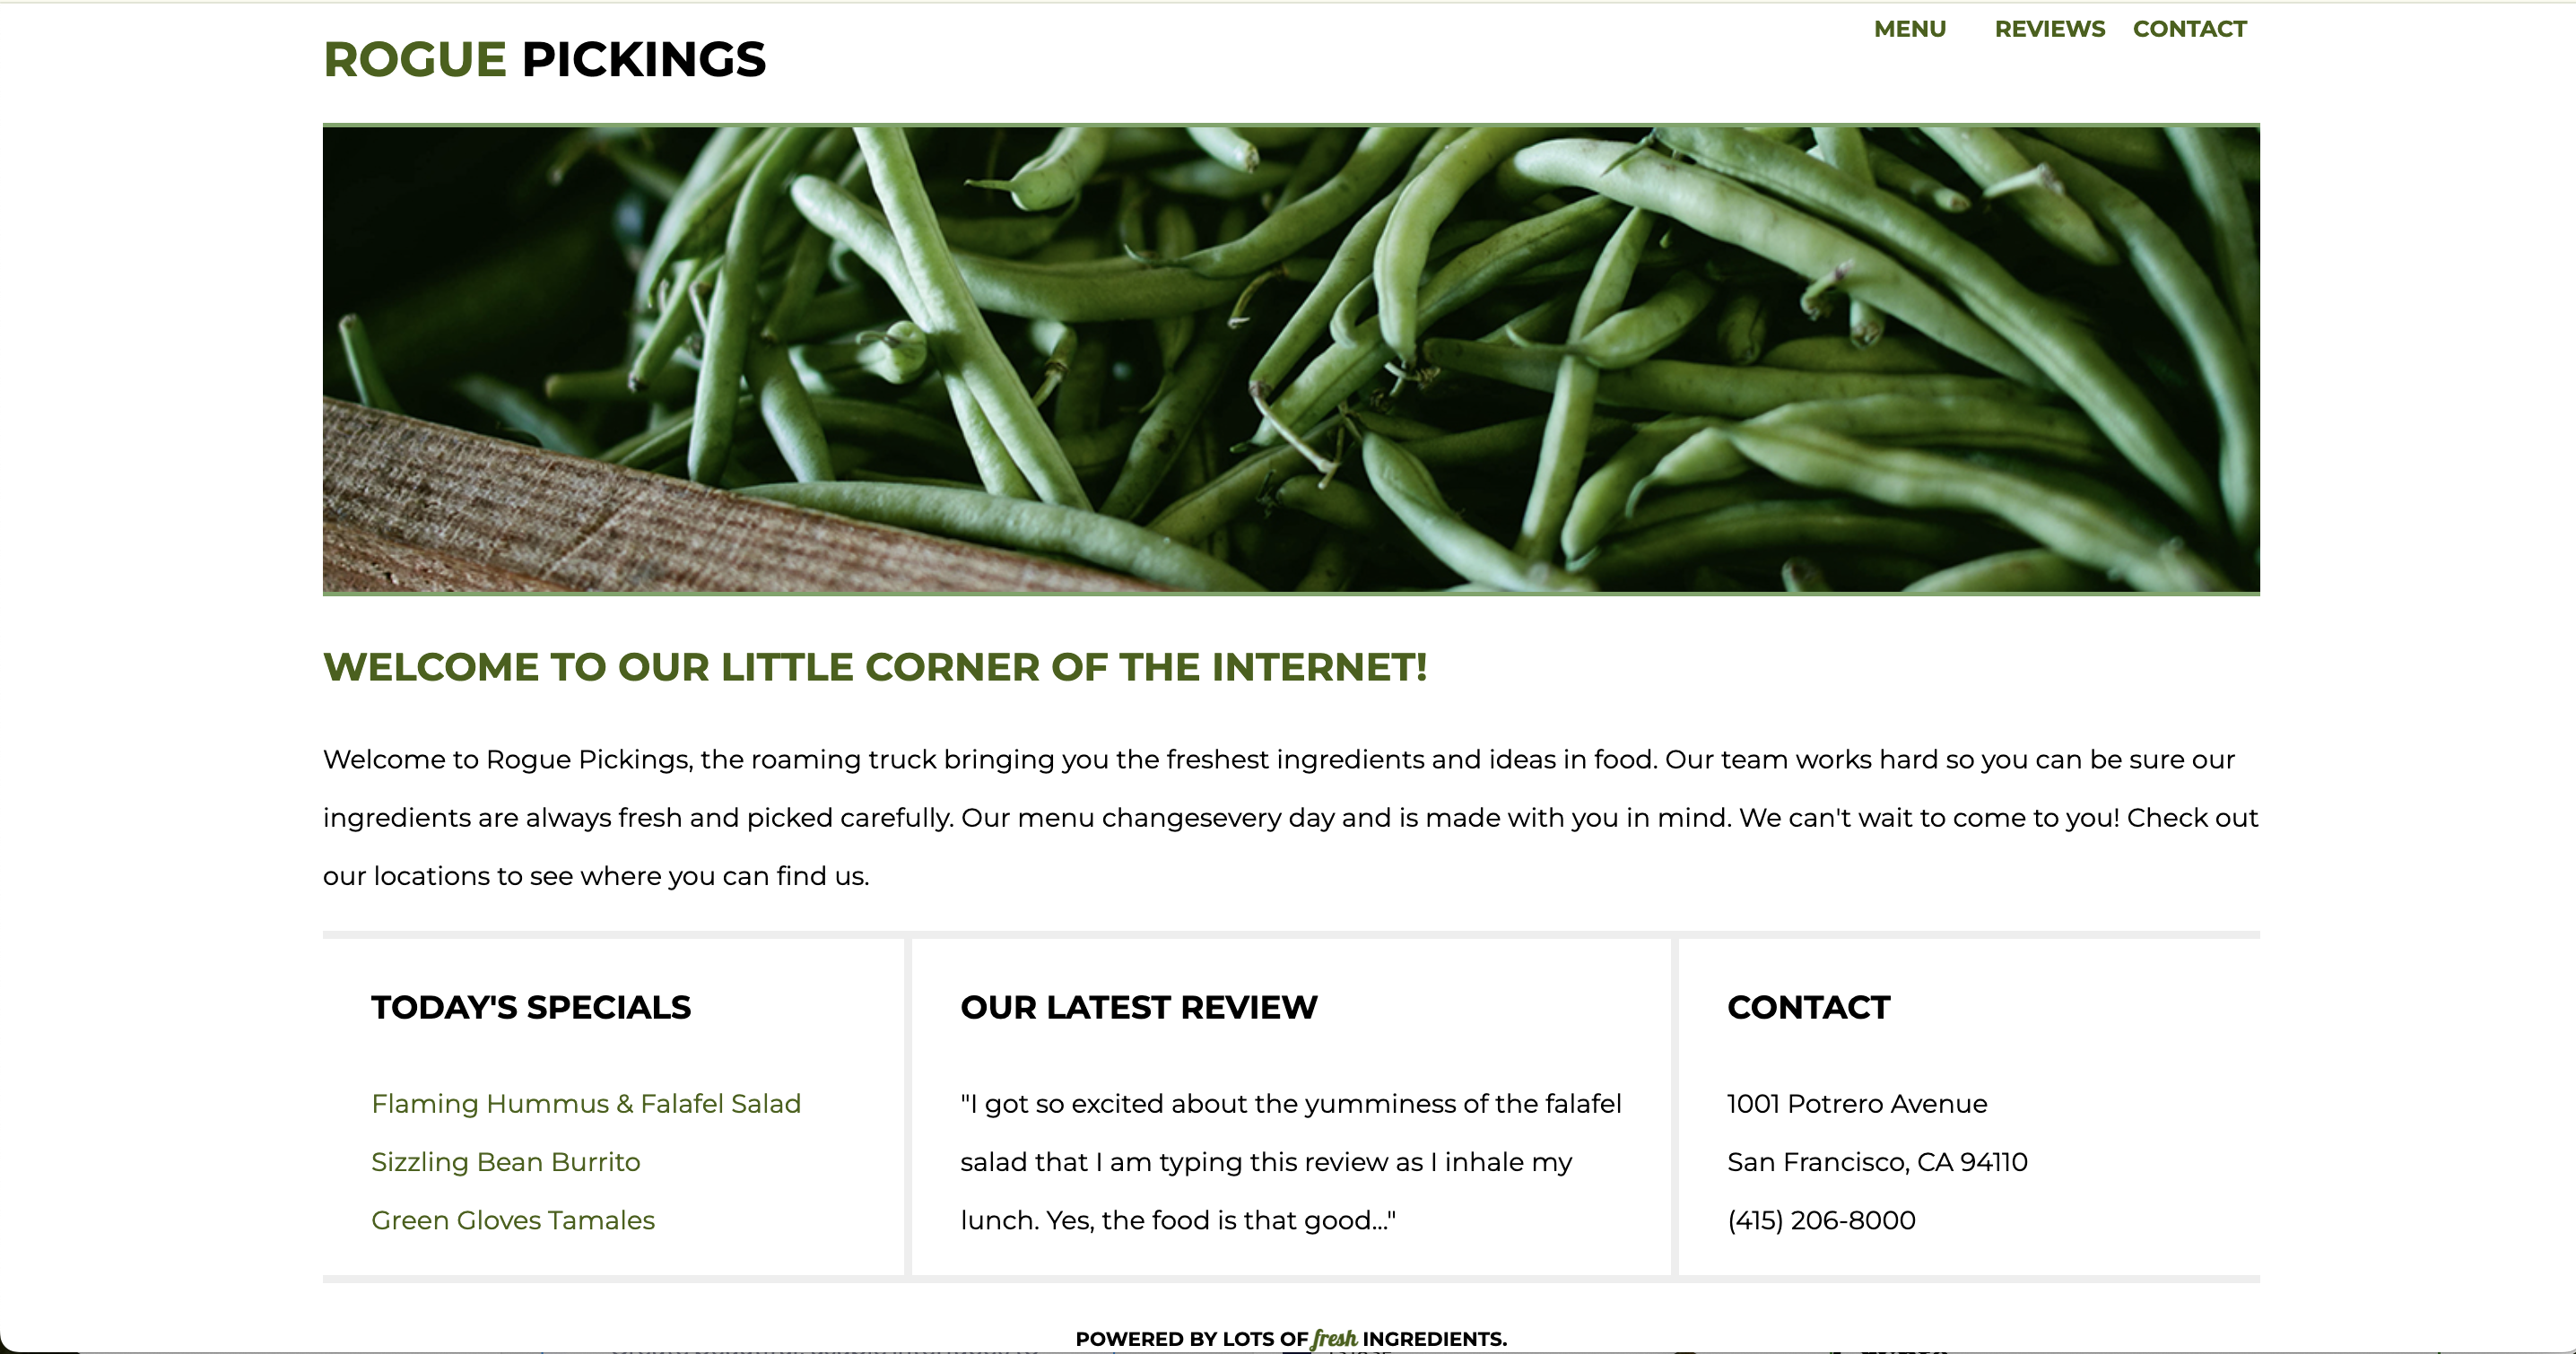 MENU REVIEWS CONTACT
ROGUE PICKINGS
WELCOME TO OUR LITTLE CORNER OF THE INTERNET!
Welcome to Rogue Pickings, the roaming truck bringing you the freshest ingredients and ideas in food. Our team works hard so you can be sure our
ingredients are always fresh and picked carefully. Our menu changesevery day and is made with you in mind. We can't wait to come to you! Check out
our locations to see where you can find us.
TODAY'S SPECIALS
Flaming Hummus & Falafel Salad
Sizzling Bean Burrito
Green Gloves Tamales
OUR LATEST REVIEW
"I got so excited about the yumminess of the falafel
salad that I am typing this review as I inhale my
lunch. Yes, the food is that good..."
CONTACT
1001 Potrero Avenue
San Francisco, CA 94110
(415) 206-8000
POWERED BY LOTS OF fresh INGREDIENTS.